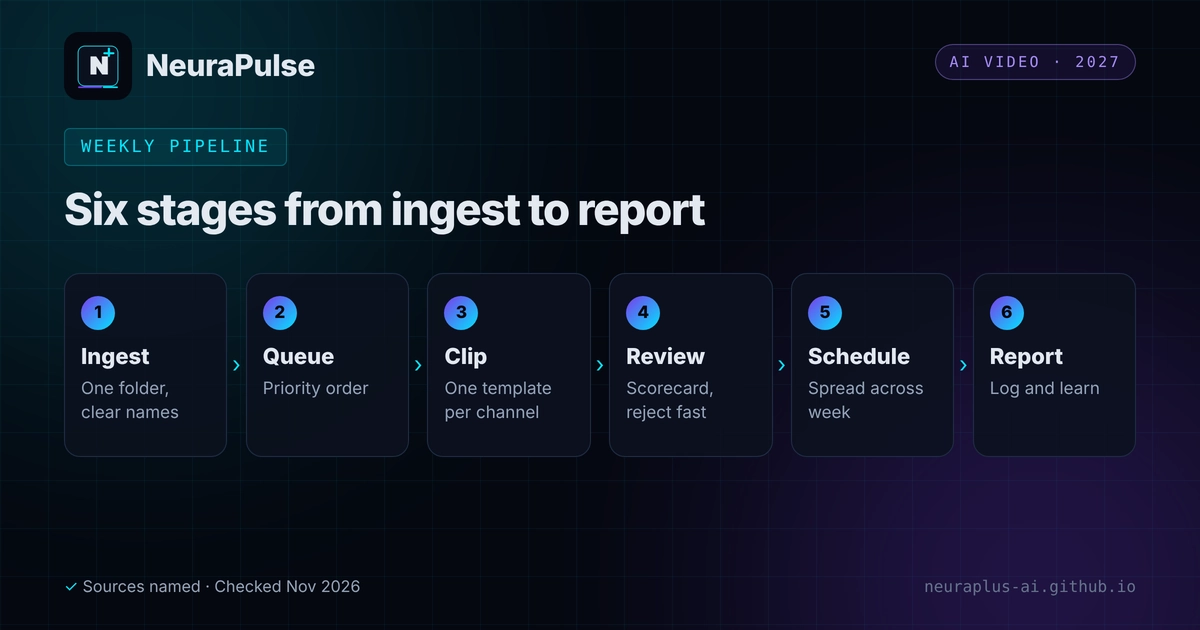 N
NeuraPulse
AI VIDEO · 2027
WEEKLY PIPELINE
Six stages from ingest to report
1
Ingest
One folder,
clear names
›
2
Queue
Priority order
›
3
Clip
One template
per channel
›
4
Review
Scorecard,
reject fast
›
5
Schedule
Spread across
week
›
6
Report
Log and learn
✓ Sources named · Checked Nov 2026
neuraplus-ai.github.io